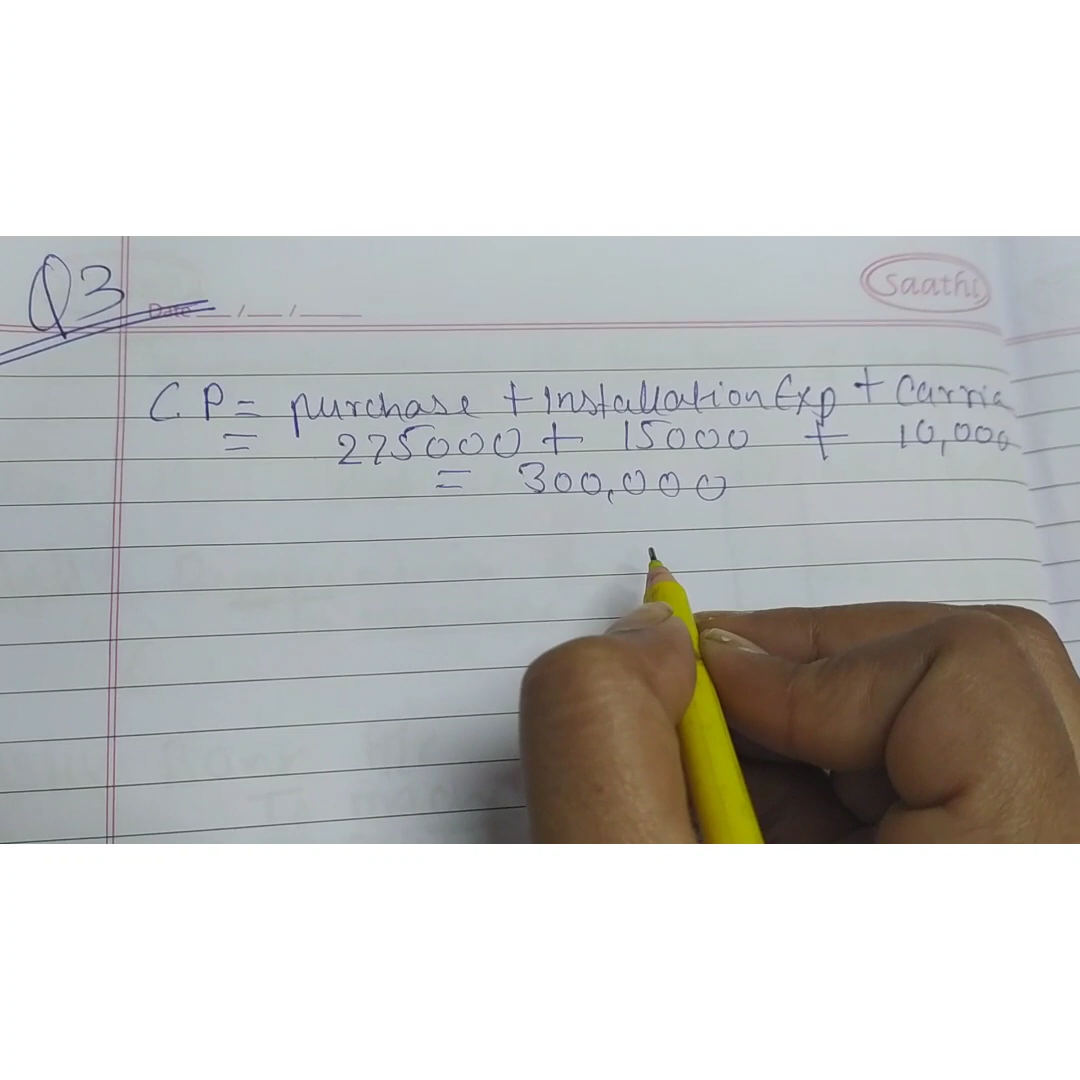 Q3
Date / /
Saathi
C.P = purchase + Installation Exp + Carria
= 275000 + 15000 + 10,000
= 300,000